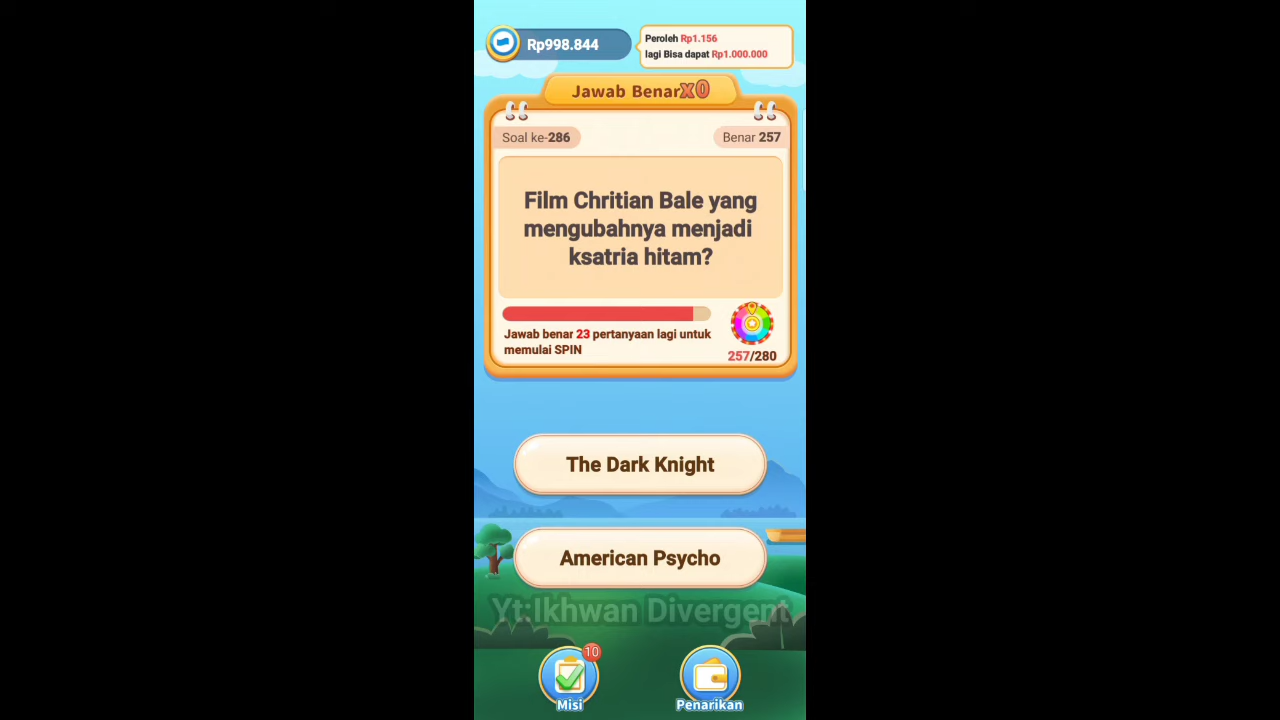 Rp998.844
Peroleh Rp1.156
lagi Bisa dapat Rp1.000.000
Jawab Benar x0
Soal ke-286
Benar 257
Film Chritian Bale yang
mengubahnya menjadi
ksatria hitam?
Jawab benar 23 pertanyaan lagi untuk
memulai SPIN
257/280
The Dark Knight
American Psycho
Yt:Ikhwan Divergent
10
Misi
Penarikan